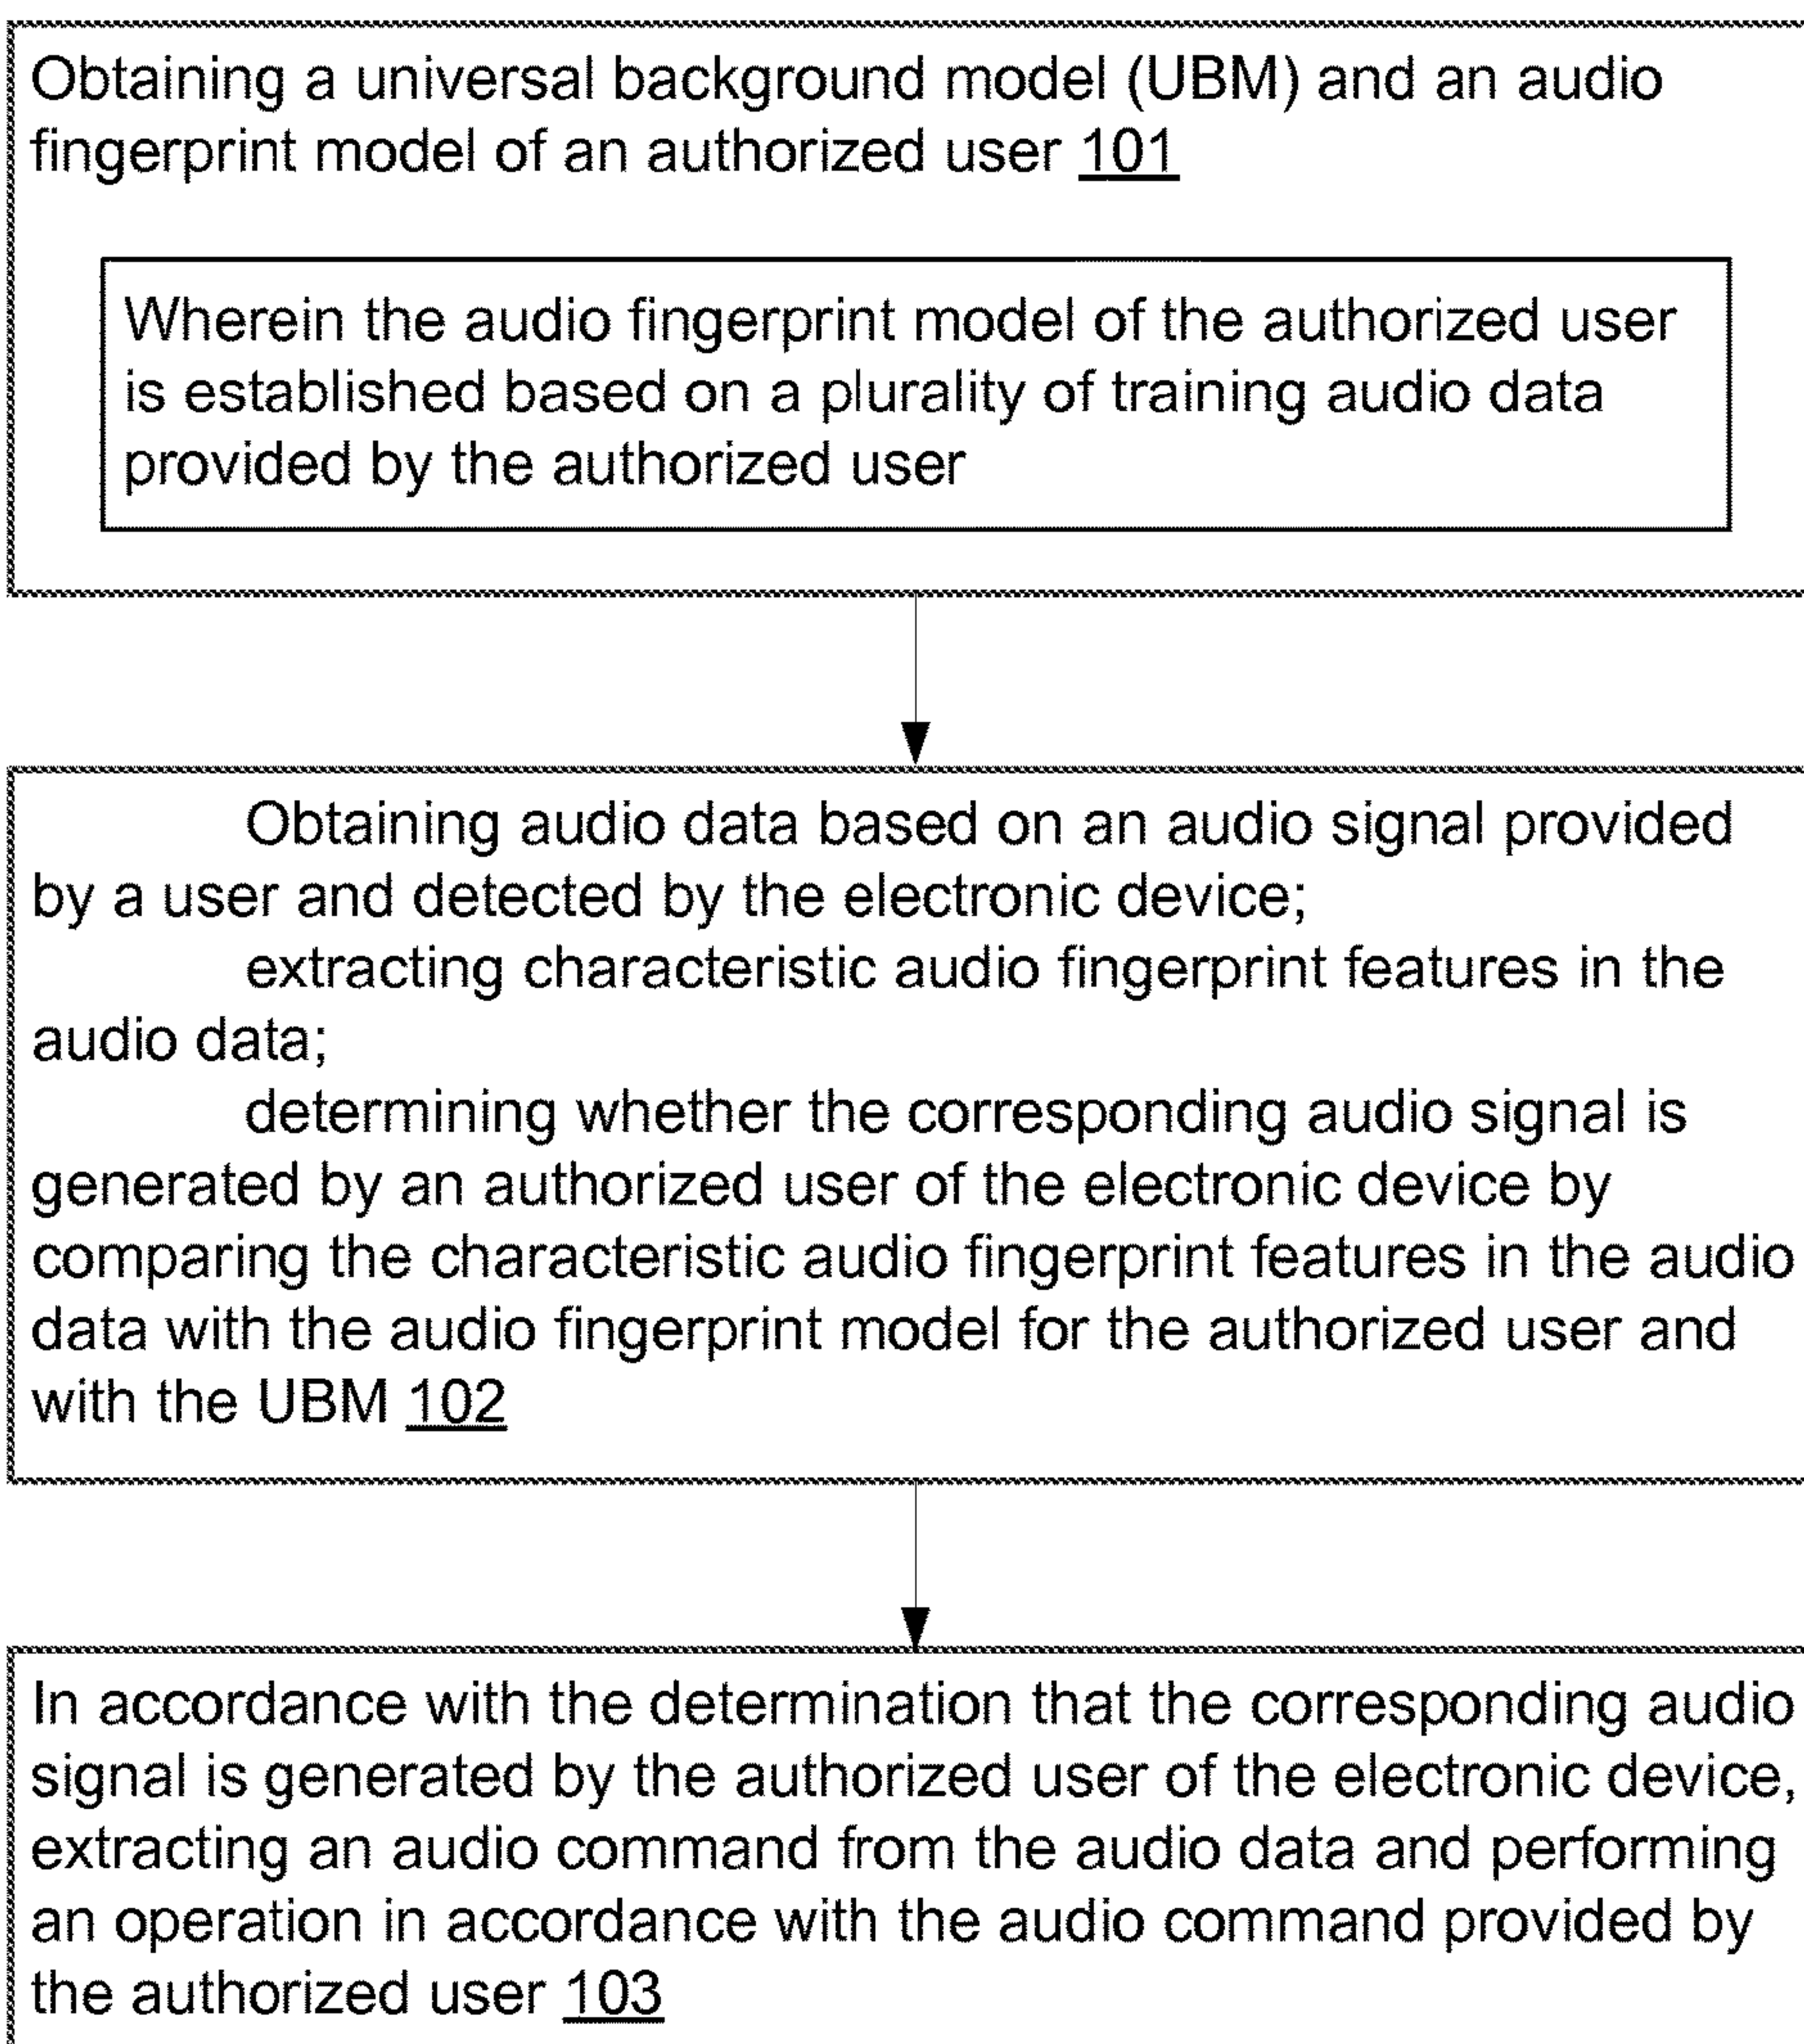 Obtaining a universal background model (UBM) and an audio
fingerprint model of an authorized user 101
Wherein the audio fingerprint model of the authorized user
is established based on a plurality of training audio data
provided by the authorized user
Obtaining audio data based on an audio signal provided
by a user and detected by the electronic device;
extracting characteristic audio fingerprint features in the
audio data;
determining whether the corresponding audio signal is
generated by an authorized user of the electronic device by
comparing the characteristic audio fingerprint features in the audio
data with the audio fingerprint model for the authorized user and
with the UBM 102
In accordance with the determination that the corresponding audio
signal is generated by the authorized user of the electronic device,
extracting an audio command from the audio data and performing
an operation in accordance with the audio command provided by
the authorized user 103